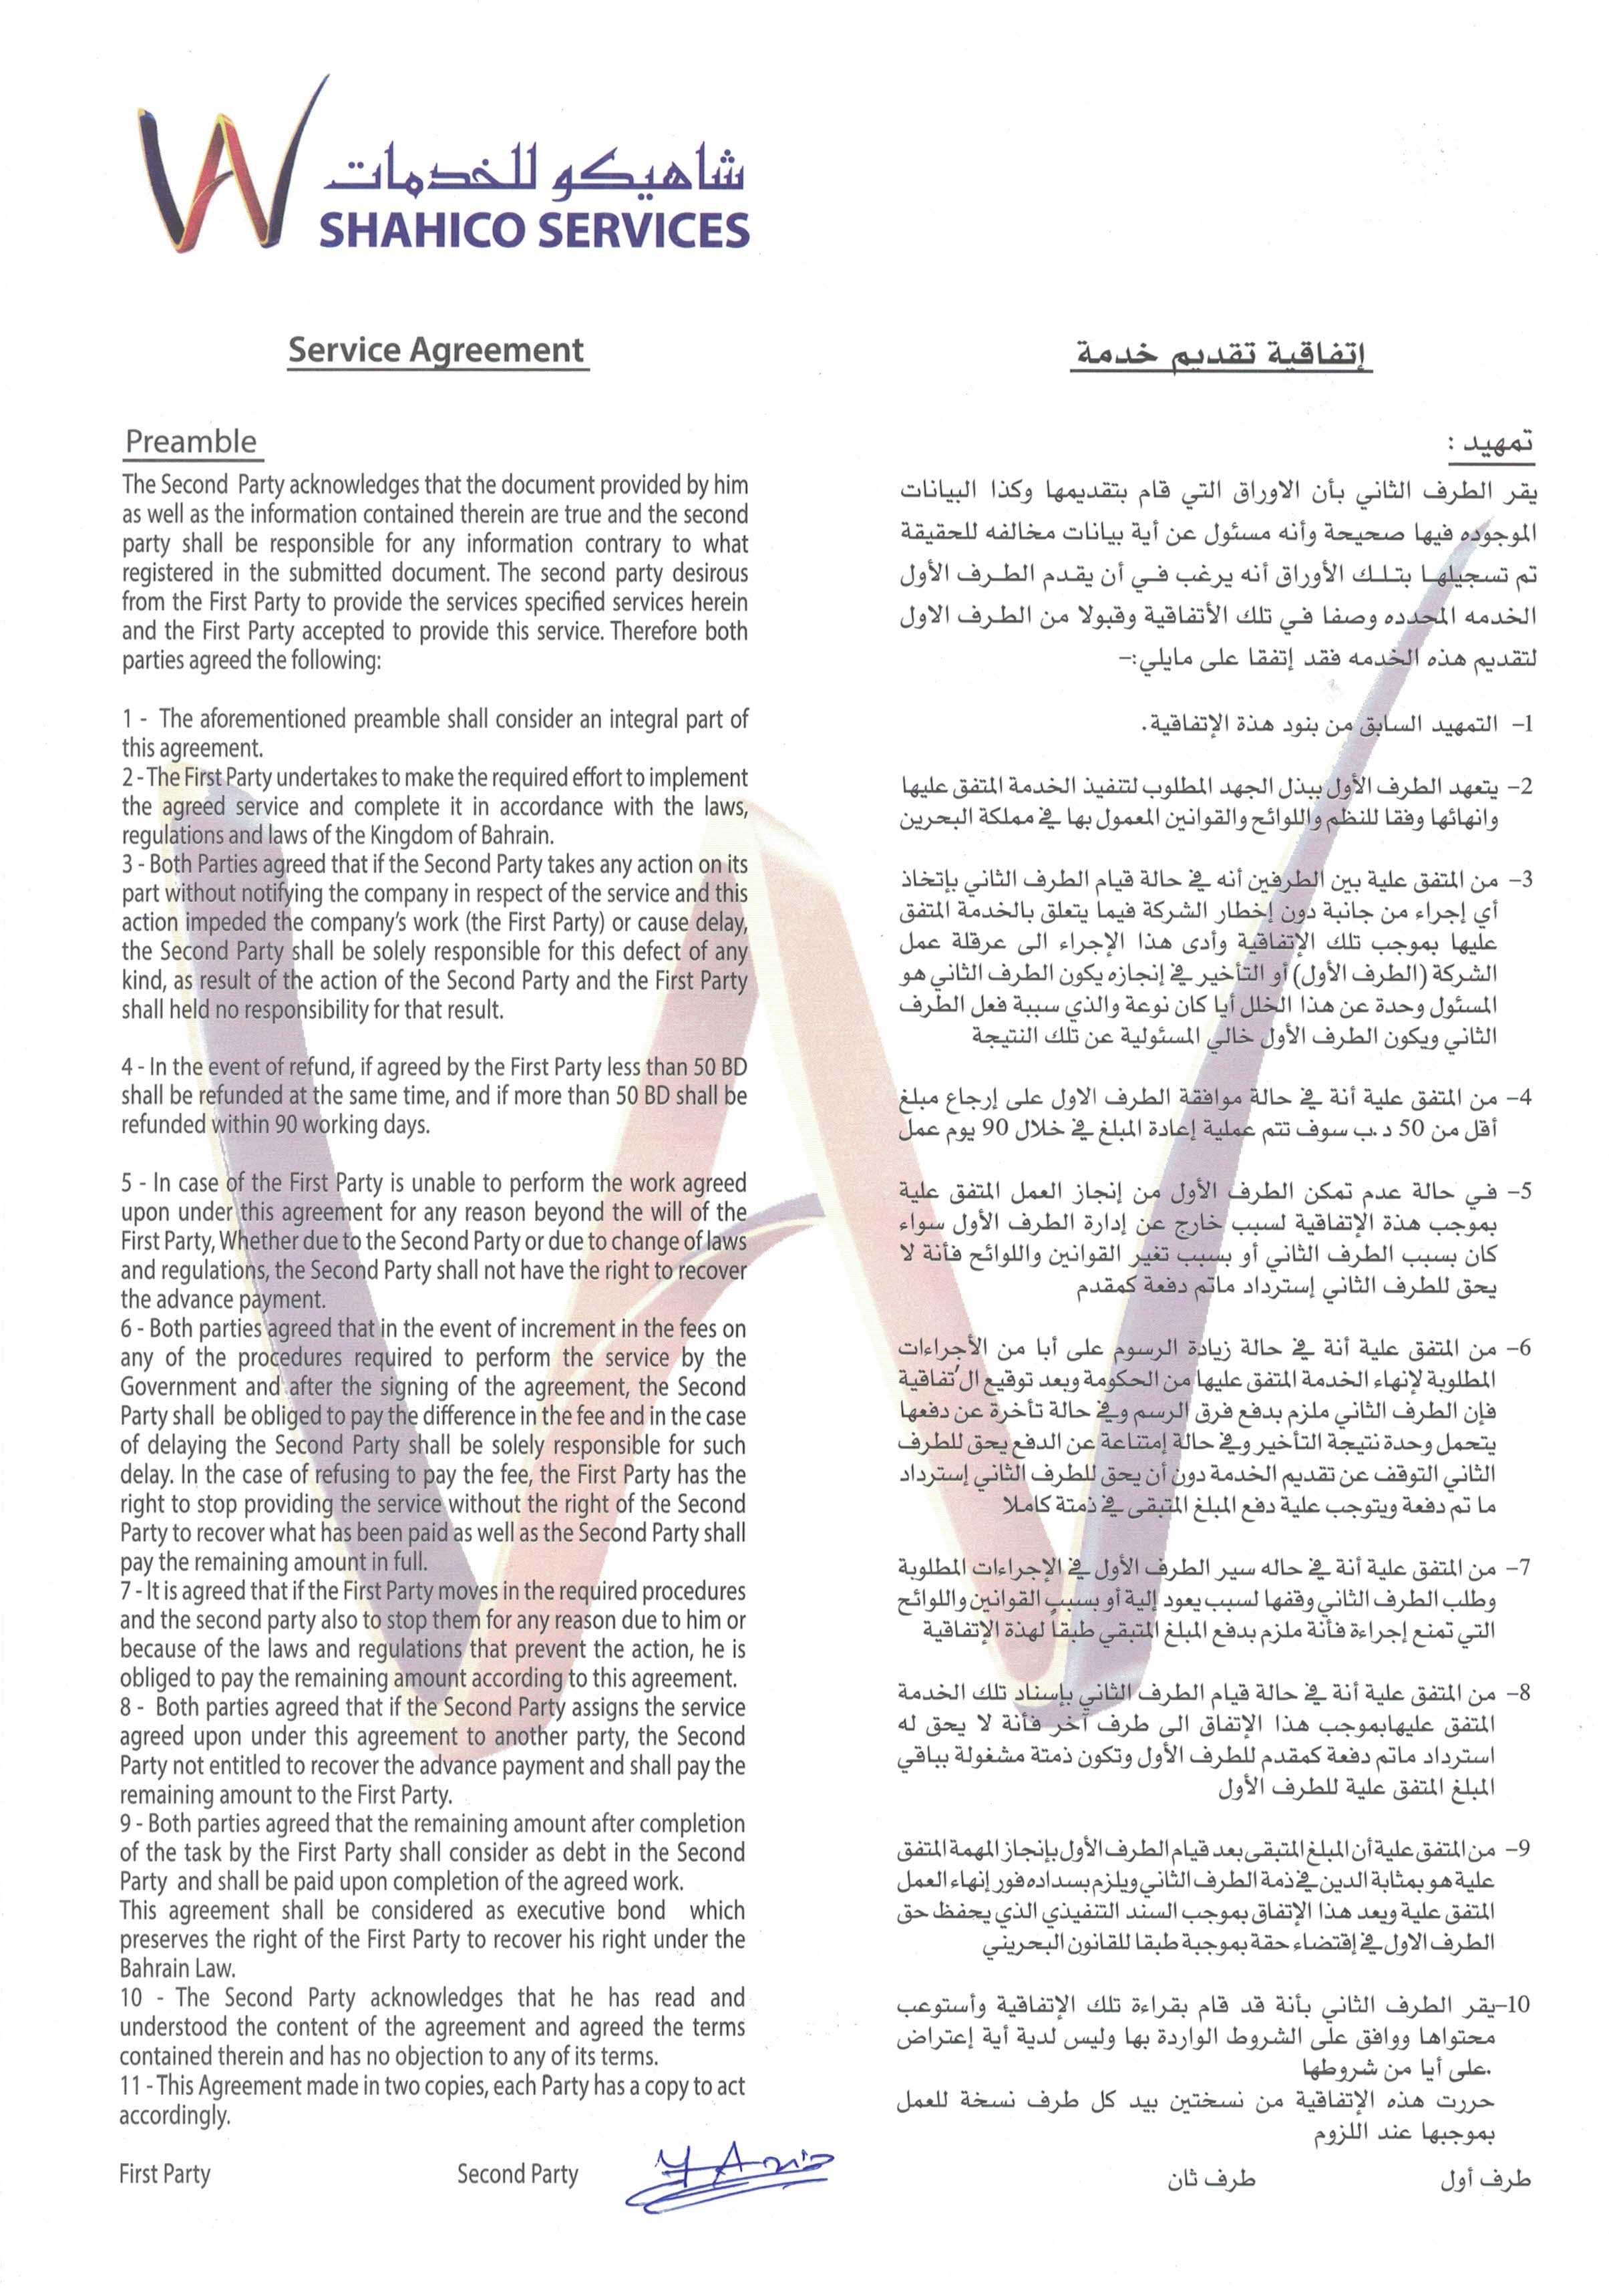 شاهيكو للخدمات
SHAHICO SERVICES
Service Agreement
Preamble
The Second Party acknowledges that the document provided by him
as well as the information contained therein are true and the second
party shall be responsible for any information contrary to what
registered in the submitted document. The second party desirous
from the First Party to provide the services specified services herein
and the First Party accepted to provide this service. Therefore both
parties agreed the following:
1 - The aforementioned preamble shall consider an integral part of
this agreement.
2 - The First Party undertakes to make the required effort to implement
the agreed service and complete it in accordance with the laws,
regulations and laws of the Kingdom of Bahrain.
3 - Both Parties agreed that if the Second Party takes any action on its
part without notifying the company in respect of the service and this
action impeded the company's work (the First Party) or cause delay,
the Second Party shall be solely responsible for this defect of any
kind, as result of the action of the Second Party and the First Party
shall held no responsibility for that result.
4 - In the event of refund, if agreed by the First Party less than 50 BD
shall be refunded at the same time, and if more than 50 BD shall be
refunded within 90 working days.
5 - In case of the First Party is unable to perform the work agreed
upon under this agreement for any reason beyond the will of the
First Party, Whether due to the Second Party or due to change of laws
and regulations, the Second Party shall not have the right to recover
the advance payment.
6 - Both parties agreed that in the event of increment in the fees on
any of the procedures required to perform the service by the
Government and after the signing of the agreement, the Second
Party shall be obliged to pay the difference in the fee and in the case
of delaying the Second Party shall be solely responsible for such
delay. In the case of refusing to pay the fee, the First Party has the
right to stop providing the service without the right of the Second
Party to recover what has been paid as well as the Second Party shall
pay the remaining amount in full.
7 - It is agreed that if the First Party moves in the required procedures
and the second party also to stop them for any reason due to him or
because of the laws and regulations that prevent the action, he is
obliged to pay the remaining amount according to this agreement.
8 - Both parties agreed that if the Second Party assigns the service
agreed upon under this agreement to another party, the Second
Party not entitled to recover the advance payment and shall pay the
remaining amount to the First Party.
9 - Both parties agreed that the remaining amount after completion
of the task by the First Party shall consider as debt in the Second
Party and shall be paid upon completion of the agreed work.
This agreement shall be considered as executive bond which
preserves the right of the First Party to recover his right under the
Bahrain Law.
10 - The Second Party acknowledges that he has read and
understood the content of the agreement and agreed the terms
contained therein and has no objection to any of its terms.
11 - This Agreement made in two copies, each Party has a copy to act
accordingly.
First Party
Second Party
إتفاقية تقديم خدمة
تمهيد :
يقر الطرف الثاني بأن الاوراق التي قام بتقديمها وكذا البيانات
الموجوده فيها صحيحة وأنه مسئول عن أية بيانات مخالفه للحقيقة
تم تسجيلها بتلك الأوراق أنه يرغب في أن يقدم الطرف الأول
الخدمه المحدده وصفا في تلك الأتفاقية وقبولا من الطرف الاول
لتقديم هذه الخدمه فقد إتفقا على مايلي:-
1- التمهيد السابق من بنود هذة الإتفاقية.
2- يتعهد الطرف الأول ببذل الجهد المطلوب لتنفيذ الخدمة المتفق عليها
وانهائها وفقا للنظم واللوائح والقوانين المعمول بها في مملكة البحرين
3- من المتفق علية بين الطرفين أنه في حالة قيام الطرف الثاني بإتخاذ
أي إجراء من جانبة دون إخطار الشركة فيما يتعلق بالخدمة المتفق
عليها بموجب تلك الإتفاقية وأدى هذا الإجراء الى عرقلة عمل
الشركة (الطرف الأول) أو التأخير في إنجازه يكون الطرف الثاني هو
المسئول وحدة عن هذا الخلل أيا كان نوعة والذي سببة فعل الطرف
الثاني ويكون الطرف الأول خالي المسئولية عن تلك النتيجة
4- من المتفق علية أنة في حالة موافقة الطرف الاول على إرجاع مبلغ
أقل من 50 د.ب سوف تتم عملية إعادة المبلغ في خلال 90 يوم عمل
5- في حالة عدم تمكن الطرف الأول من إنجاز العمل المتفق علية
بموجب هذة الإتفاقية لسبب خارج عن إدارة الطرف الأول سواء
كان بسبب الطرف الثاني أو بسبب تغير القوانين واللوائح فأنة لا
يحق للطرف الثاني إسترداد ماتم دفعة كمقدم
6- من المتفق علية أنة في حالة زيادة الرسوم على أبا من الأجراءات
المطلوبة لإنهاء الخدمة المتفق عليها من الحكومة وبعد توقيع ال'تفاقية
فإن الطرف الثاني ملزم بدفع فرق الرسم وفي حالة تأخرة عن دفعها
يتحمل وحدة نتيجة التأخير وفي حالة إمتناعة عن الدفع يحق للطرف
الثاني التوقف عن تقديم الخدمة دون أن يحق للطرف الثاني إسترداد
ما تم دفعة ويتوجب علية دفع المبلغ المتبقى في ذمتة كاملا
7- من المتفق علية أنة في حاله سير الطرف الأول في الإجراءات المطلوبة
وطلب الطرف الثاني وقفها لسبب يعود إلية أو بسبب القوانين واللوائح
التي تمنع إجراءة فأنة ملزم بدفع المبلغ المتبقي طبقاً لهذة الإتفاقية
8- من المتفق علية أنة في حالة قيام الطرف الثاني بإسناد تلك الخدمة
المتفق عليهابموجب هذا الإتفاق الى طرف آخر فأنة لا يحق له
استرداد ماتم دفعة كمقدم للطرف الأول وتكون ذمتة مشغولة بباقي
المبلغ المتفق علية للطرف الأول
9- من المتفق علية أن المبلغ المتبقى بعد قيام الطرف الأول بإنجاز المهمة المتفق
علية هو بمثابة الدين في ذمة الطرف الثاني ويلزم بسداده فور إنهاء العمل
المتفق علية ويعد هذا الإتفاق بموجب السند التنفيذي الذي يحفظ حق
الطرف الاول في إقتضاء حقة بموجبة طبقا للقانون البحريني
10-يقر الطرف الثاني بأنة قد قام بقراءة تلك الإتفاقية وأستوعب
محتواها ووافق على الشروط الواردة بها وليس لدية أية إعتراض
.على أيا من شروطها
حررت هذه الإتفاقية من نسختين بيد كل طرف نسخة للعمل
بموجبها عند اللزوم
طرف أول
طرف ثان